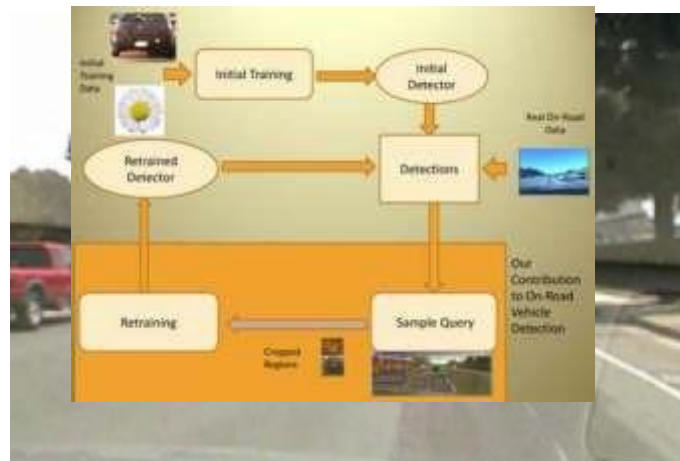 Initial
Training
Data
Initial Training
Initial
Detector
Real On-Road
Data
Retrained
Detector
Detections
Our
Contribution
to On-Road
Vehicle
Detection
Retraining
Sample Query
Cropped
Regions